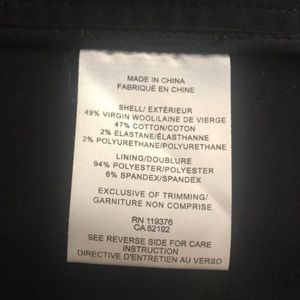 MADE IN CHINA
FABRIQUÉ EN CHINE
SHELL/ EXTÉRIEUR
49% VIRGIN WOOL/LAINE DE VIERGE
47% COTTON/COTON
2% ELASTANE/ÉLASTHANNE
2% POLYURETHANE/POLYURETHANE
LINING/DOUBLURE
94% POLYESTER/POLYESTER
6% SPANDEX/SPANDEX
EXCLUSIVE OF TRIMMING/
GARNITURE NON COMPRISE
RN 119376
CA 52192
SEE REVERSE SIDE FOR CARE
INSTRUCTION
DIRECTIVE D'ENTRETIEN AU VERSO